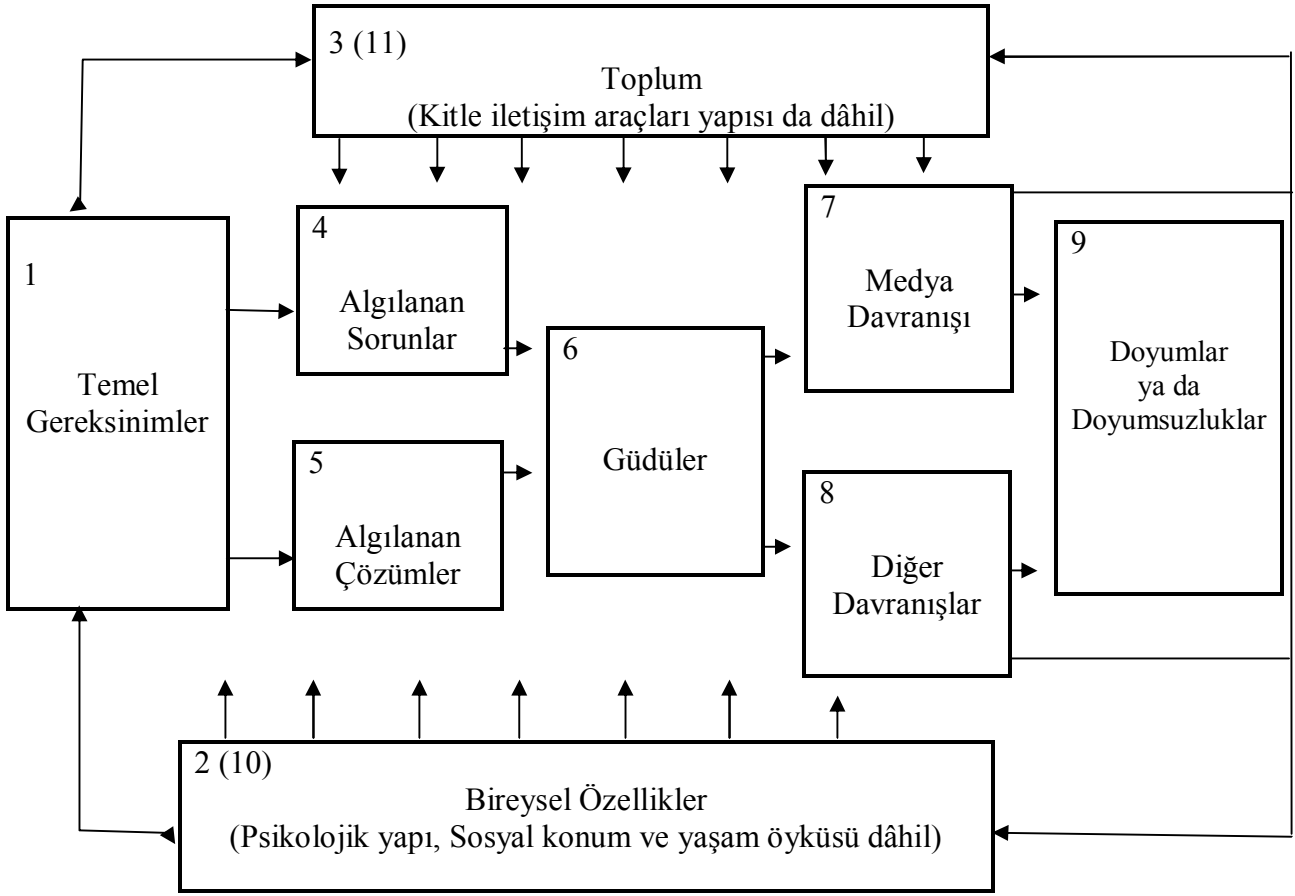 3 (11)
Toplum
(Kitle iletişim araçları yapısı da dâhil)
1
Temel
Gereksinimler
4
Algılanan
Sorunlar
5
Algılanan
Çözümler
6
Güdüler
7
Medya
Davranışı
8
Diğer
Davranışlar
9
Doyumlar
ya da
Doyumsuzluklar
2 (10)
Bireysel Özellikler
(Psikolojik yapı, Sosyal konum ve yaşam öyküsü dâhil)